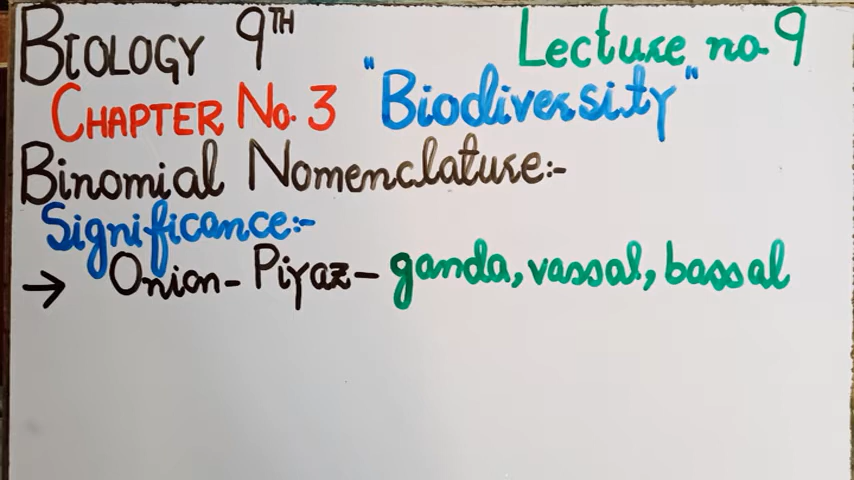 BIOLOGY 9TH Lecture no. 9
CHAPTER No. 3 "Biodiversity"
Binomial Nomenclature:-
Significance:-
→ Onion- Piyaz- ganda, vassal, bassal